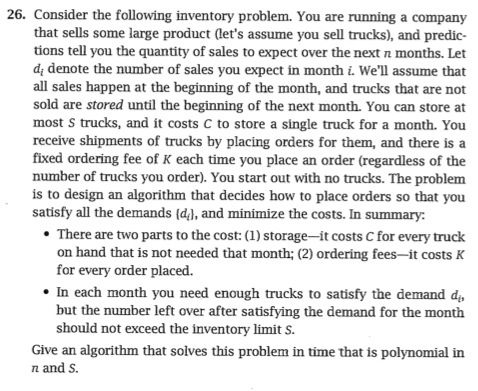 26. Consider the following inventory problem. You are running a company
that sells some large product (let's assume you sell trucks), and predic-
tions tell you the quantity of sales to expect over the next n months. Let
dᵢ denote the number of sales you expect in month i. We'll assume that
all sales happen at the beginning of the month, and trucks that are not
sold are stored until the beginning of the next month. You can store at
most S trucks, and it costs C to store a single truck for a month. You
receive shipments of trucks by placing orders for them, and there is a
fixed ordering fee of K each time you place an order (regardless of the
number of trucks you order). You start out with no trucks. The problem
is to design an algorithm that decides how to place orders so that you
satisfy all the demands {dᵢ}, and minimize the costs. In summary:
• There are two parts to the cost: (1) storage—it costs C for every truck
on hand that is not needed that month; (2) ordering fees—it costs K
for every order placed.
• In each month you need enough trucks to satisfy the demand dᵢ,
but the number left over after satisfying the demand for the month
should not exceed the inventory limit S.
Give an algorithm that solves this problem in time that is polynomial in
n and S.